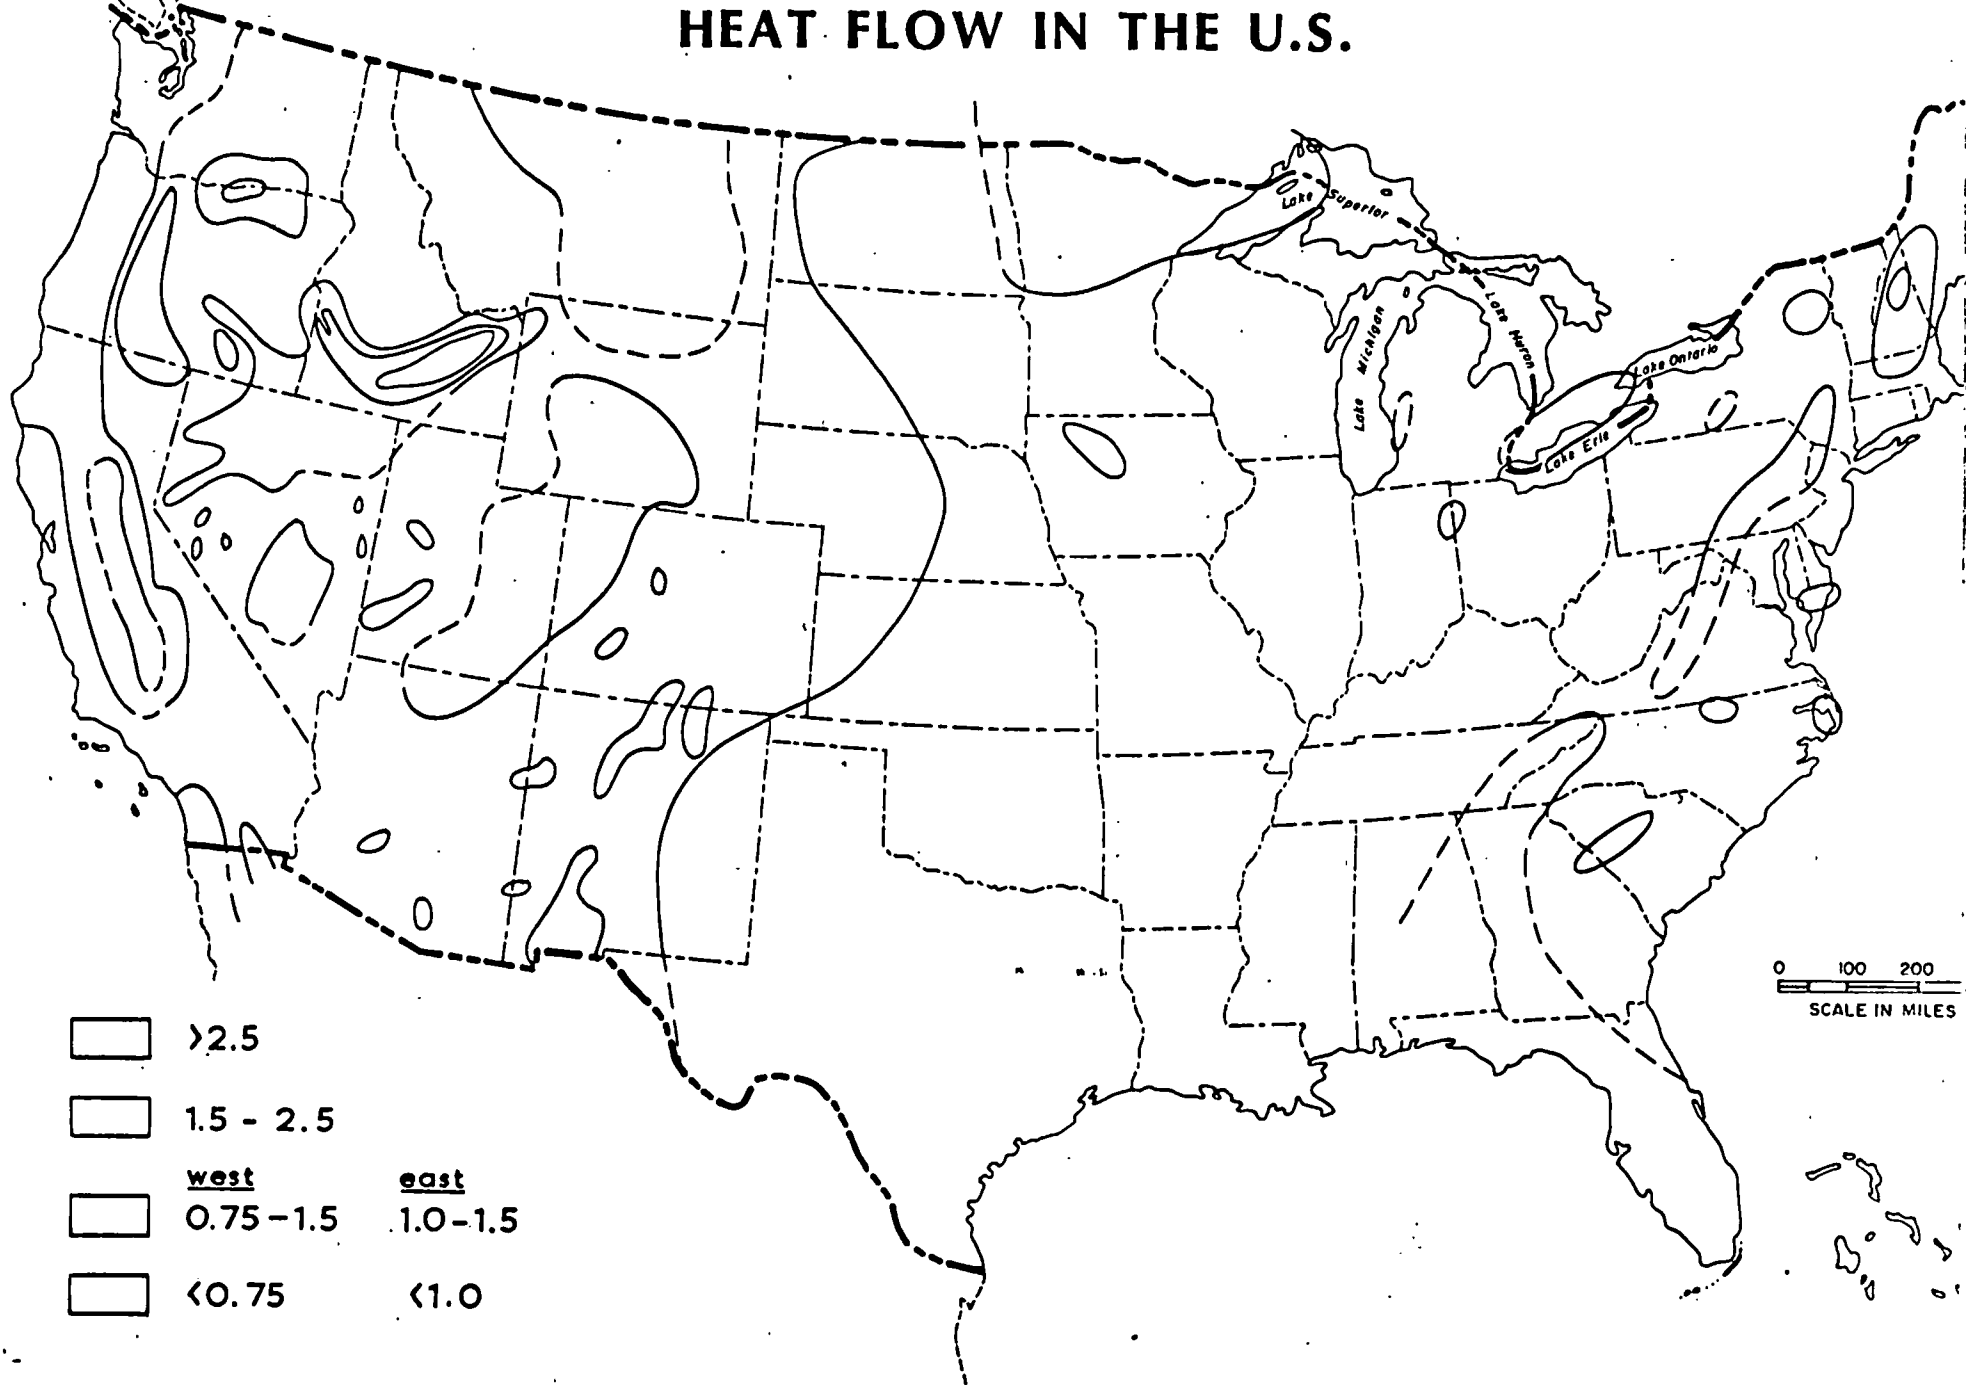 HEAT FLOW IN THE U.S.
Lake Superior
Lake Michigan
Lake Huron
Lake Ontario
Lake Erie
0 100 200
SCALE IN MILES
>2.5
1.5 - 2.5
west east
0.75-1.5 1.0-1.5
<0.75 <1.0